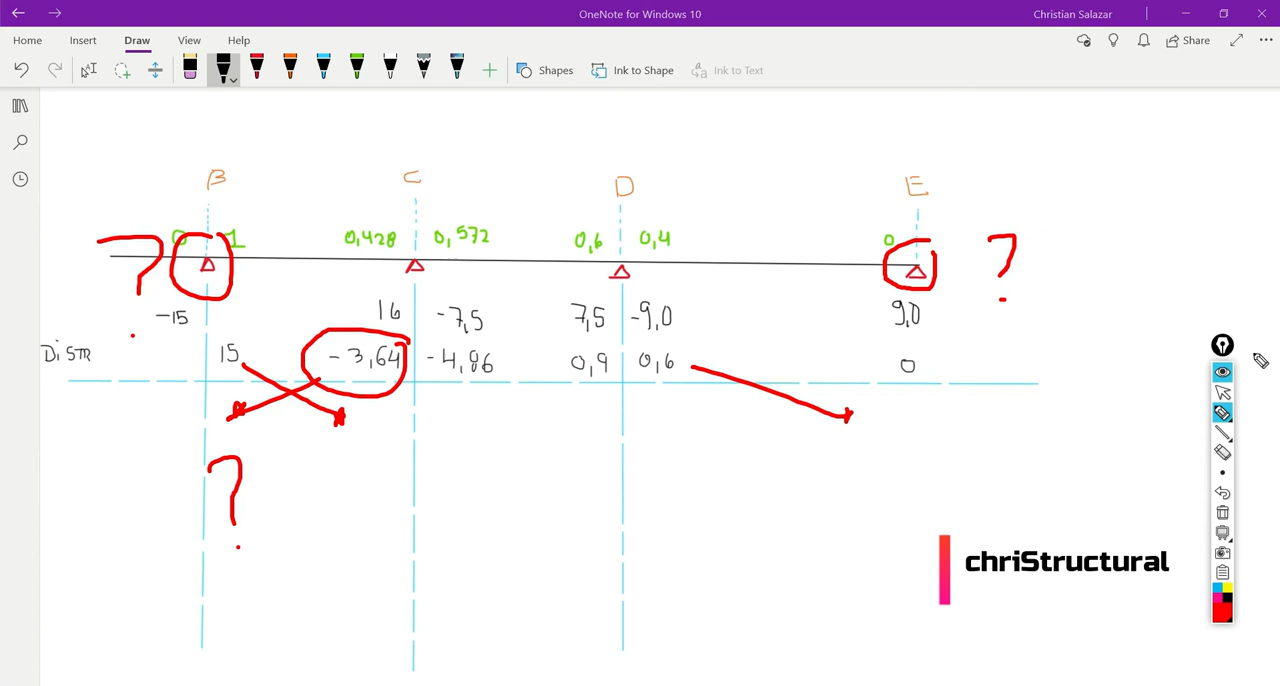 OneNote for Windows 10
Christian Salazar
Home Insert Draw View Help
Share
Shapes Ink to Shape Ink to Text
B C D E
0 1 0,428 0,572 0,6 0,4 0
? ?
-15 16 -7,5 7,5 -9,0 9,0
DiSTR 15 -3,64 -4,86 0,9 0,6 0
?
chriStructural